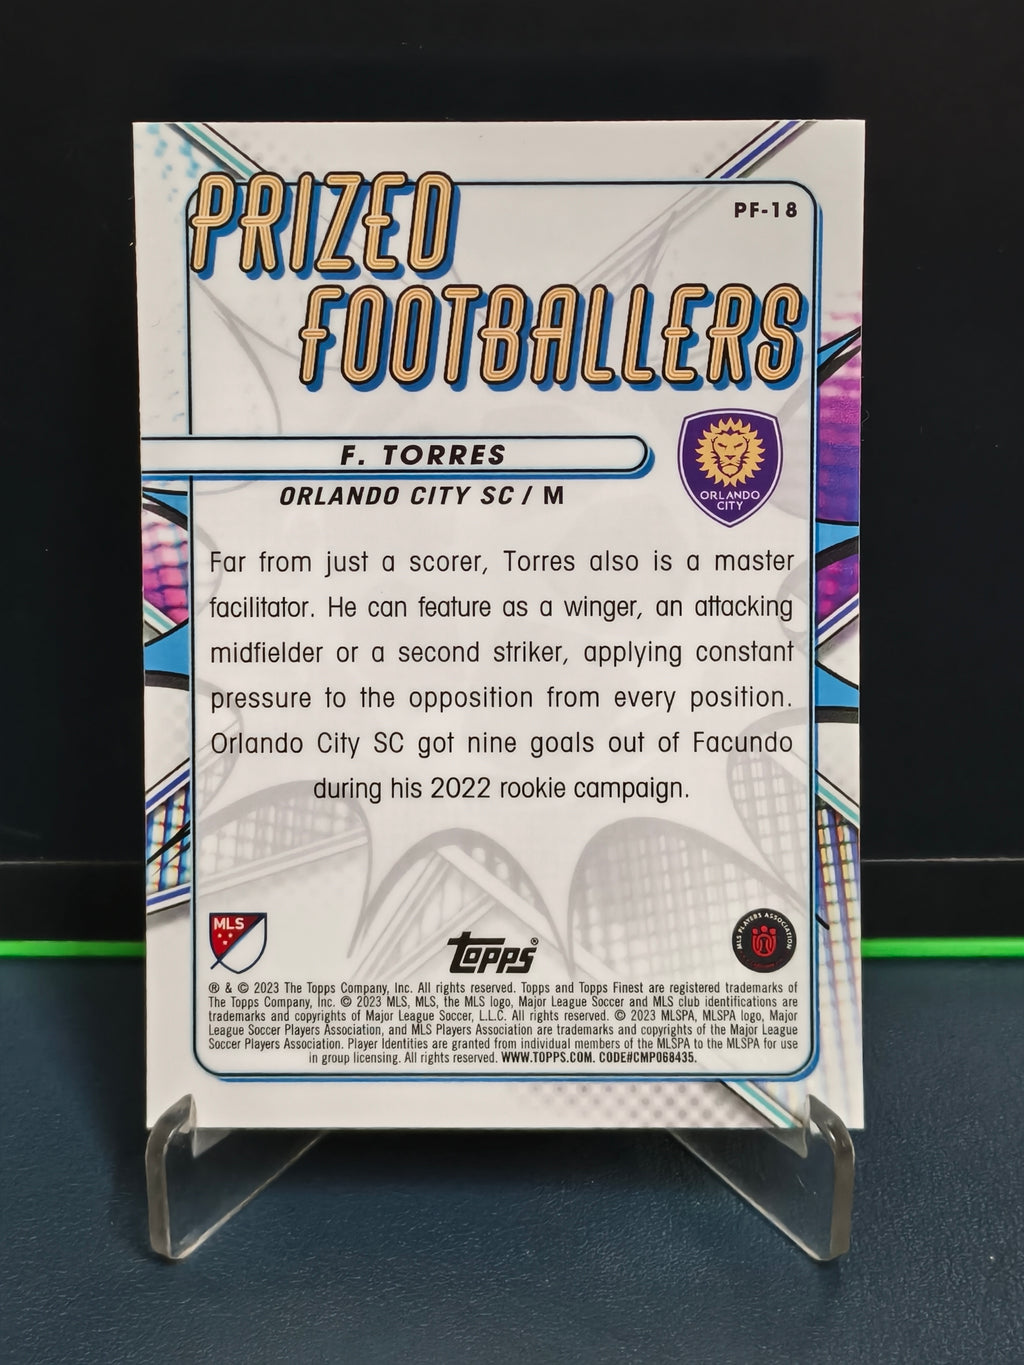 PRIZED
PF-18
FOOTBALLERS
F. TORRES
ORLANDO CITY SC / M
ORLANDO
CITY
Far from just a scorer, Torres also is a master
facilitator. He can feature as a winger, an attacking
midfielder or a second striker, applying constant
pressure to the opposition from every position.
Orlando City SC got nine goals out of Facundo
during his 2022 rookie campaign.
MLS
topps®
MLS PLAYERS ASSOCIATION
® & © 2023 The Topps Company, Inc. All rights reserved. Topps and Topps Finest are registered trademarks of
The Topps Company, Inc. © 2023 MLS, MLS, the MLS logo, Major League Soccer and MLS club identifications are
trademarks and copyrights of Major League Soccer, L.L.C. All rights reserved. © 2023 MLSPA, MLSPA logo, Major
League Soccer Players Association, and MLS Players Association are trademarks and copyrights of the Major League
Soccer Players Association. Player Identities are granted from individual members of the MLSPA to the MLSPA for use
in group licensing. All rights reserved. WWW.TOPPS.COM. CODE#CMP068435.